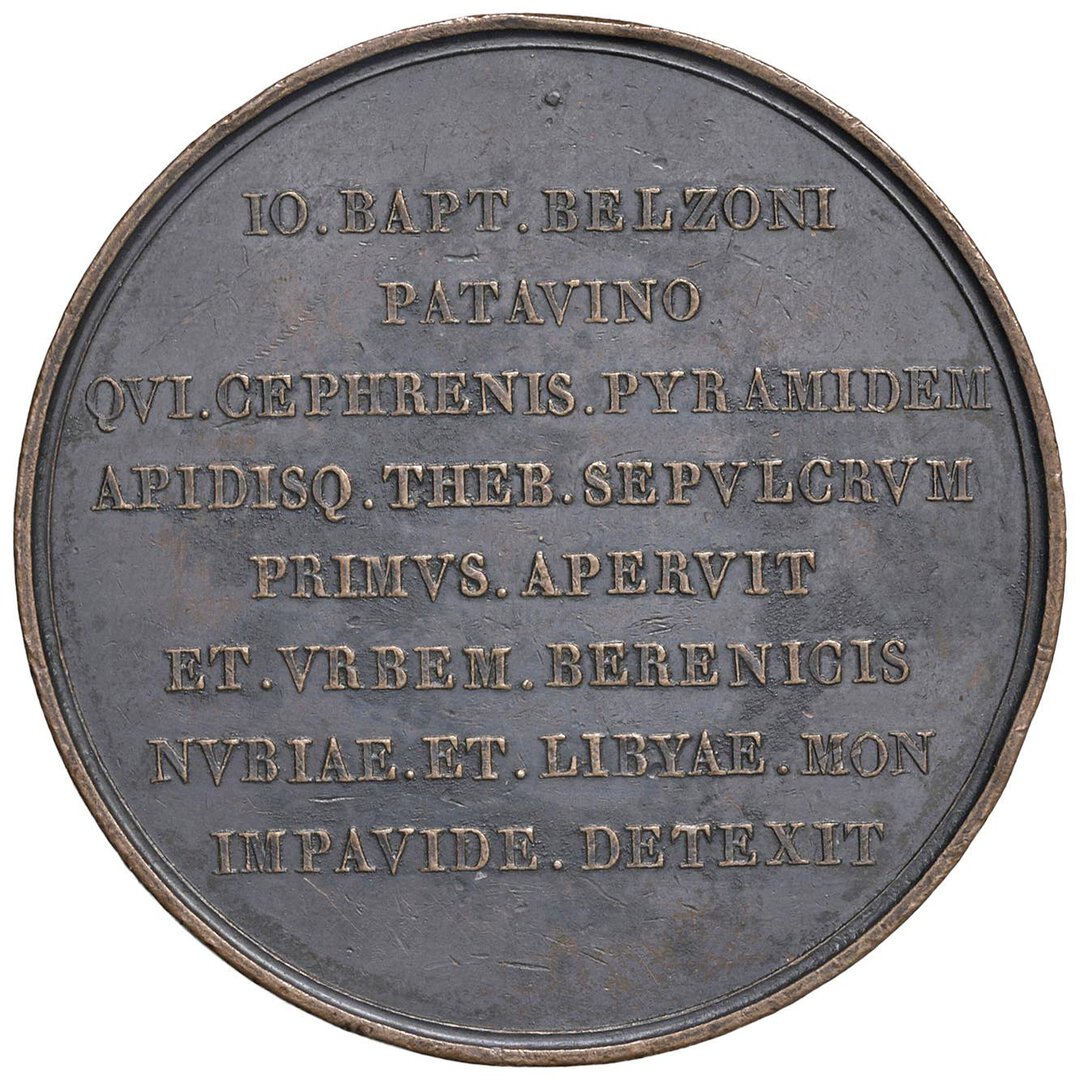 IO.BAPT.BELZONI
PATAVINO
QVI.CEPHRENIS.PYRAMIDEM
APIDISQ.THEB.SEPVLCRVM
PRIMVS.APERVIT
ET.VRBEM.BERENICIS
NVBIAE.ET.LIBYAE.MON
IMPAVIDE.DETEXIT